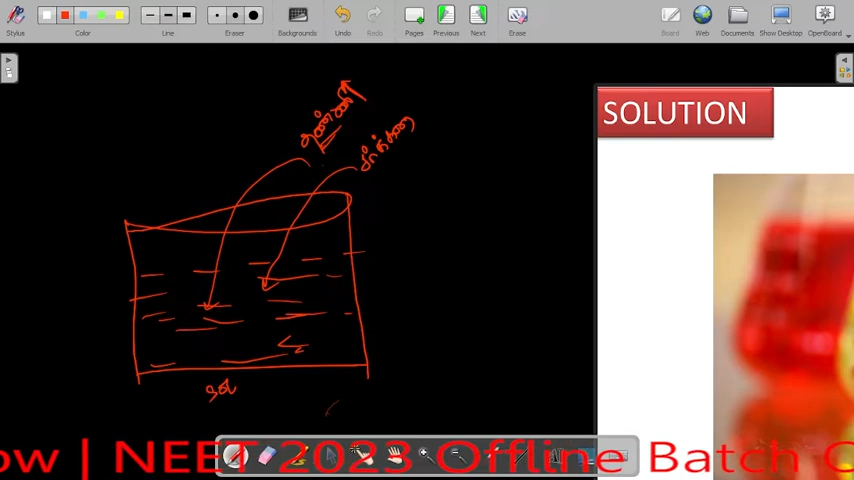 Stylus
Color
Line
Eraser
Backgrounds
Undo
Redo
Pages
Previous
Next
Erase
Board
Web
Documents
Show Desktop
OpenBoard
SOLUTION
ow | NEET 2023 Offline Batch O